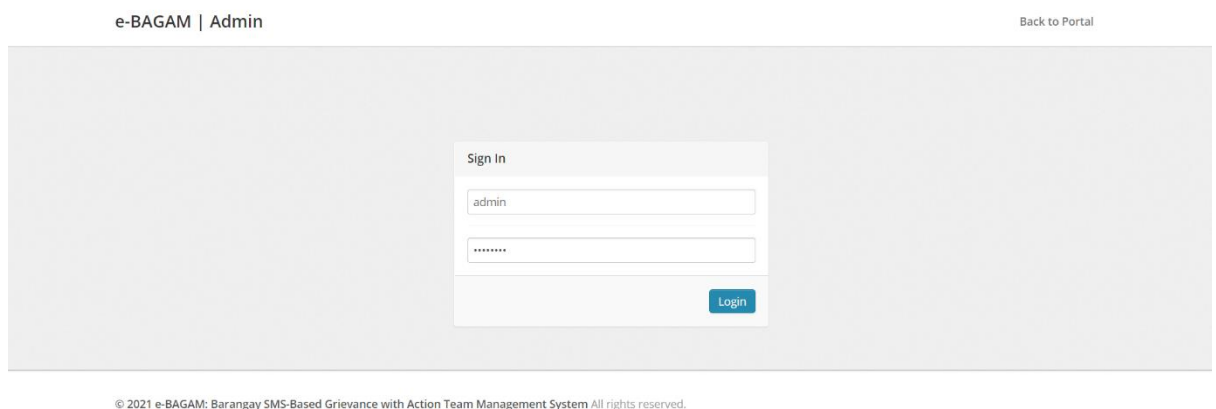 e-BAGAM | Admin
Back to Portal
Sign In
admin
••••••••
Login
© 2021 e-BAGAM: Barangay SMS-Based Grievance with Action Team Management System All rights reserved.